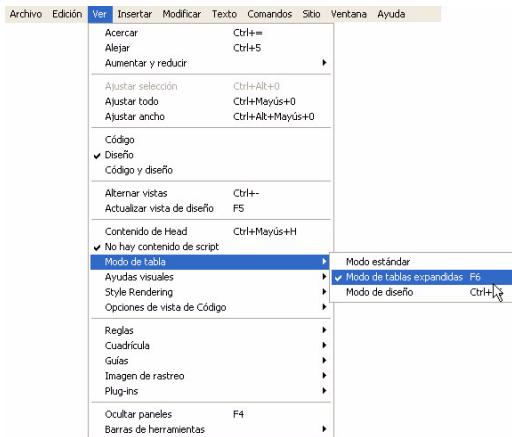 Archivo Edición Ver Insertar Modificar Texto Comandos Sitio Ventana Ayuda
Acercar Ctrl+=
Alejar Ctrl+5
Aumentar y reducir
Ajustar selección Ctrl+Alt+0
Ajustar todo Ctrl+Mayús+0
Ajustar ancho Ctrl+Alt+Mayús+0
Código
Diseño
Código y diseño
Alternar vistas Ctrl+-
Actualizar vista de diseño F5
Contenido de Head Ctrl+Mayús+H
No hay contenido de script
Modo de tabla
Modo estándar
Ayudas visuales
Modo de tablas expandidas F6
Style Rendering
Modo de diseño Ctrl+
Opciones de vista de Código
Reglas
Cuadrícula
Guías
Imagen de rastreo
Plug-ins
Ocultar paneles F4
Barras de herramientas